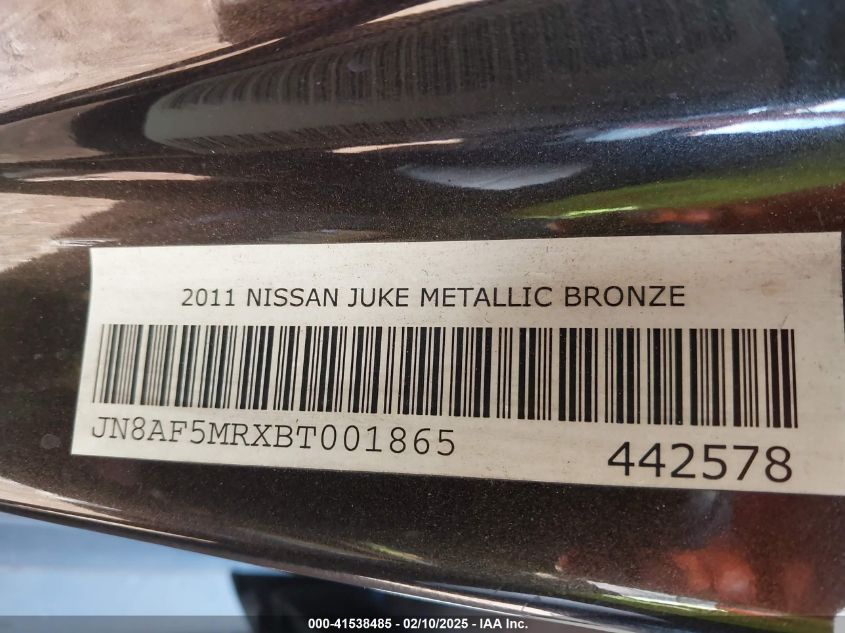 2011 NISSAN JUKE METALLIC BRONZE
JN8AF5MRXBT001865
442578
000-41538485 - 02/10/2025 - IAA Inc.